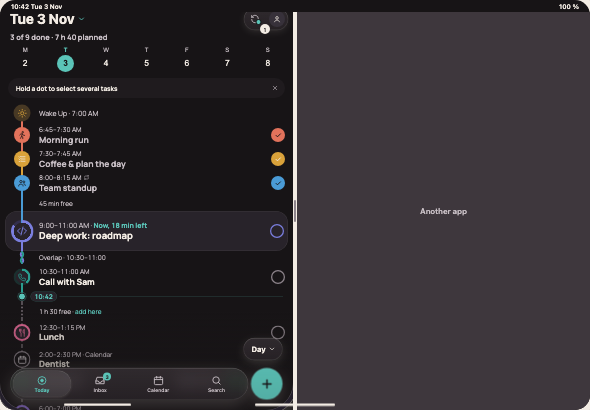 10:42 Tue 3 Nov
100 %
Tue 3 Nov
1
3 of 9 done · 7 h 40 planned
M T W T F S S
2 3 4 5 6 7 8
Hold a dot to select several tasks
Wake Up · 7:00 AM
6:45–7:30 AM
Morning run
7:30–7:45 AM
Coffee & plan the day
8:00–8:15 AM
Team standup
45 min free
9:00–11:00 AM · Now, 18 min left
Deep work: roadmap
Overlap · 10:30–11:00
10:30–11:00 AM
Call with Sam
10:42
1 h 30 free · add here
12:30–1:15 PM
Lunch
Day
2:00–2:30 PM · Calendar
Dentist
Today
Inbox
Calendar
Search
Another app